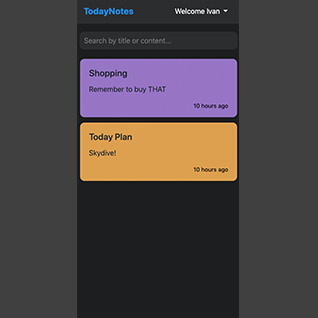 TodayNotes Welcome Ivan
Search by title or content...
Shopping
Remember to buy THAT
10 hours ago
Today Plan
Skydive!
10 hours ago